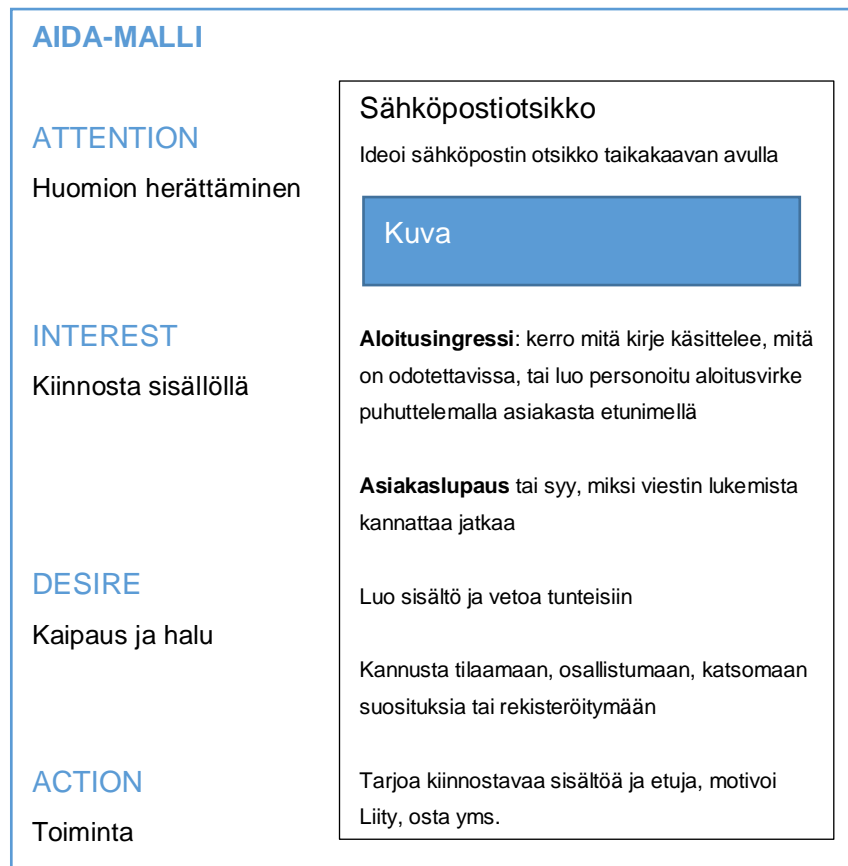 AIDA-MALLI
ATTENTION
Huomion herättäminen
Sähköpostiotsikko
Ideoi sähköpostin otsikko taikakaavan avulla
Kuva
INTEREST
Kiinnosta sisällöllä
Aloitusingressi: kerro mitä kirje käsittelee, mitä
on odotettavissa, tai luo personoitu aloitusvirke
puhuttelemalla asiakasta etunimellä
Asiakaslupaus tai syy, miksi viestin lukemista
kannattaa jatkaa
DESIRE
Kaipaus ja halu
Luo sisältö ja vetoa tunteisiin
Kannusta tilaamaan, osallistumaan, katsomaan
suosituksia tai rekisteröitymään
ACTION
Toiminta
Tarjoa kiinnostavaa sisältöä ja etuja, motivoi
Liity, osta yms.